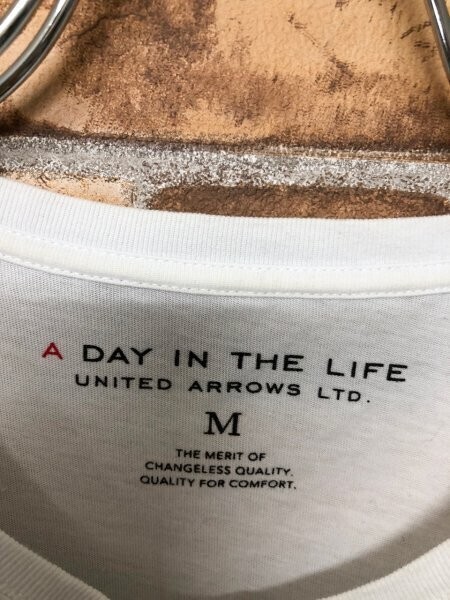 A DAY IN THE LIFE
UNITED ARROWS LTD.
M
THE MERIT OF
CHANGELESS QUALITY.
QUALITY FOR COMFORT.